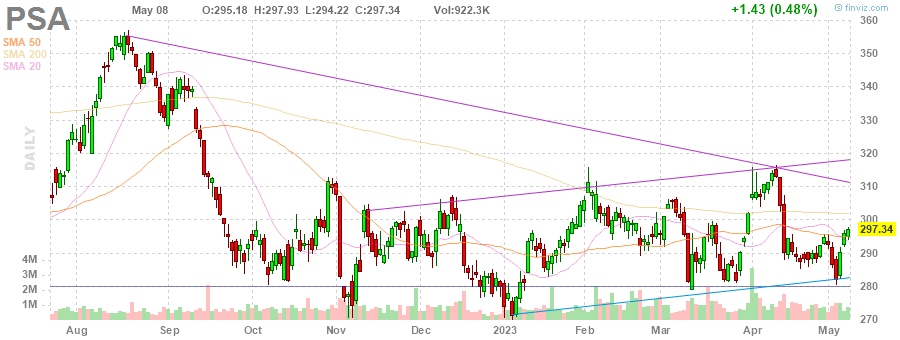 PSA May 08 O:295.18 H:297.93 L:294.22 C:297.34 Vol:922.3K +1.43 (0.48%) © finviz.com
SMA 50
SMA 200
SMA 20
DAILY
360
350
340
330
320
310
300
297.34
290
280
270
4M
3M
2M
1M
Aug Sep Oct Nov Dec 2023 Feb Mar Apr May